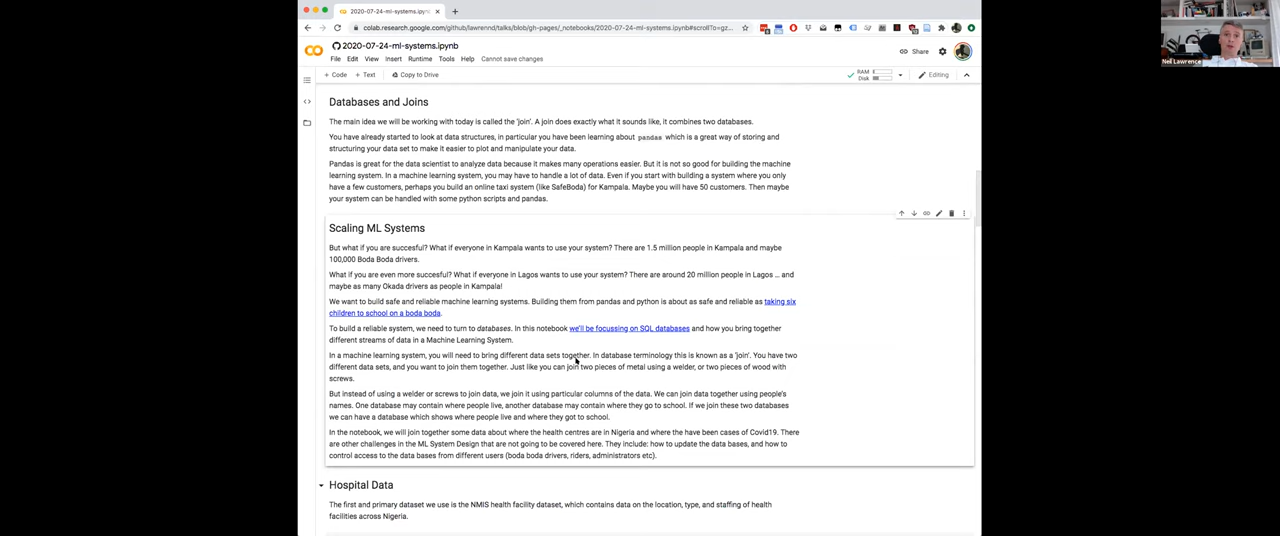 2020-07-24-ml-systems.ipynb
colab.research.google.com/github/lawrennd/talks/blob/gh-pages/_notebooks/2020-07-24-ml-systems.ipynb#scrollTo=gz...
2020-07-24-ml-systems.ipynb
Share
File Edit View Insert Runtime Tools Help Cannot save changes
+ Code + Text Copy to Drive
RAM
Disk
Editing
Neil Lawrence
Databases and Joins
The main idea we will be working with today is called the 'join'. A join does exactly what it sounds like, it combines two databases.
You have already started to look at data structures, in particular you have been learning about pandas which is a great way of storing and
structuring your data set to make it easier to plot and manipulate your data.
Pandas is great for the data scientist to analyze data because it makes many operations easier. But it is not so good for building the machine
learning system. In a machine learning system, you may have to handle a lot of data. Even if you start with building a system where you only
have a few customers, perhaps you build an online taxi system (like SafeBoda) for Kampala. Maybe you will have 50 customers. Then maybe
your system can be handled with some python scripts and pandas.
Scaling ML Systems
But what if you are succesful? What if everyone in Kampala wants to use your system? There are 1.5 million people in Kampala and maybe
100,000 Boda Boda drivers.
What if you are even more succesful? What if everyone in Lagos wants to use your system? There are around 20 million people in Lagos ... and
maybe as many Okada drivers as people in Kampala!
We want to build safe and reliable machine learning systems. Building them from pandas and python is about as safe and reliable as taking six
children to school on a boda boda.
To build a reliable system, we need to turn to databases. In this notebook we'll be focussing on SQL databases and how you bring together
different streams of data in a Machine Learning System.
In a machine learning system, you will need to bring different data sets together. In database terminology this is known as a 'join'. You have two
different data sets, and you want to join them together. Just like you can join two pieces of metal using a welder, or two pieces of wood with
screws.
But instead of using a welder or screws to join data, we join it using particular columns of the data. We can join data together using people's
names. One database may contain where people live, another database may contain where they go to school. If we join these two databases
we can have a database which shows where people live and where they got to school.
In the notebook, we will join together some data about where the health centres are in Nigeria and where the have been cases of Covid19. There
are other challenges in the ML System Design that are not going to be covered here. They include: how to update the data bases, and how to
control access to the data bases from different users (boda boda drivers, riders, administrators etc).
Hospital Data
The first and primary dataset we use is the NMIS health facility dataset, which contains data on the location, type, and staffing of health
facilities across Nigeria.